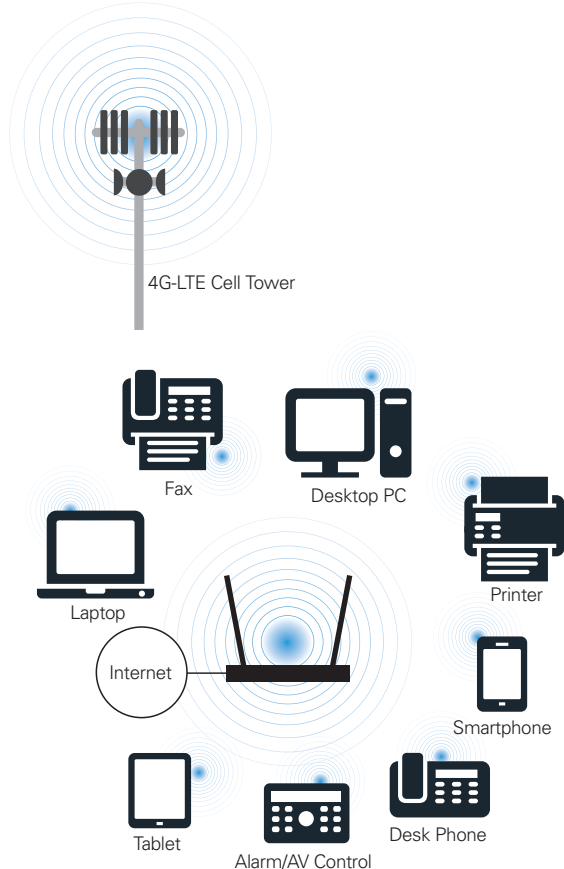 4G-LTE Cell Tower
Fax
Desktop PC
Printer
Laptop
Internet
Smartphone
Tablet
Desk Phone
Alarm/AV Control